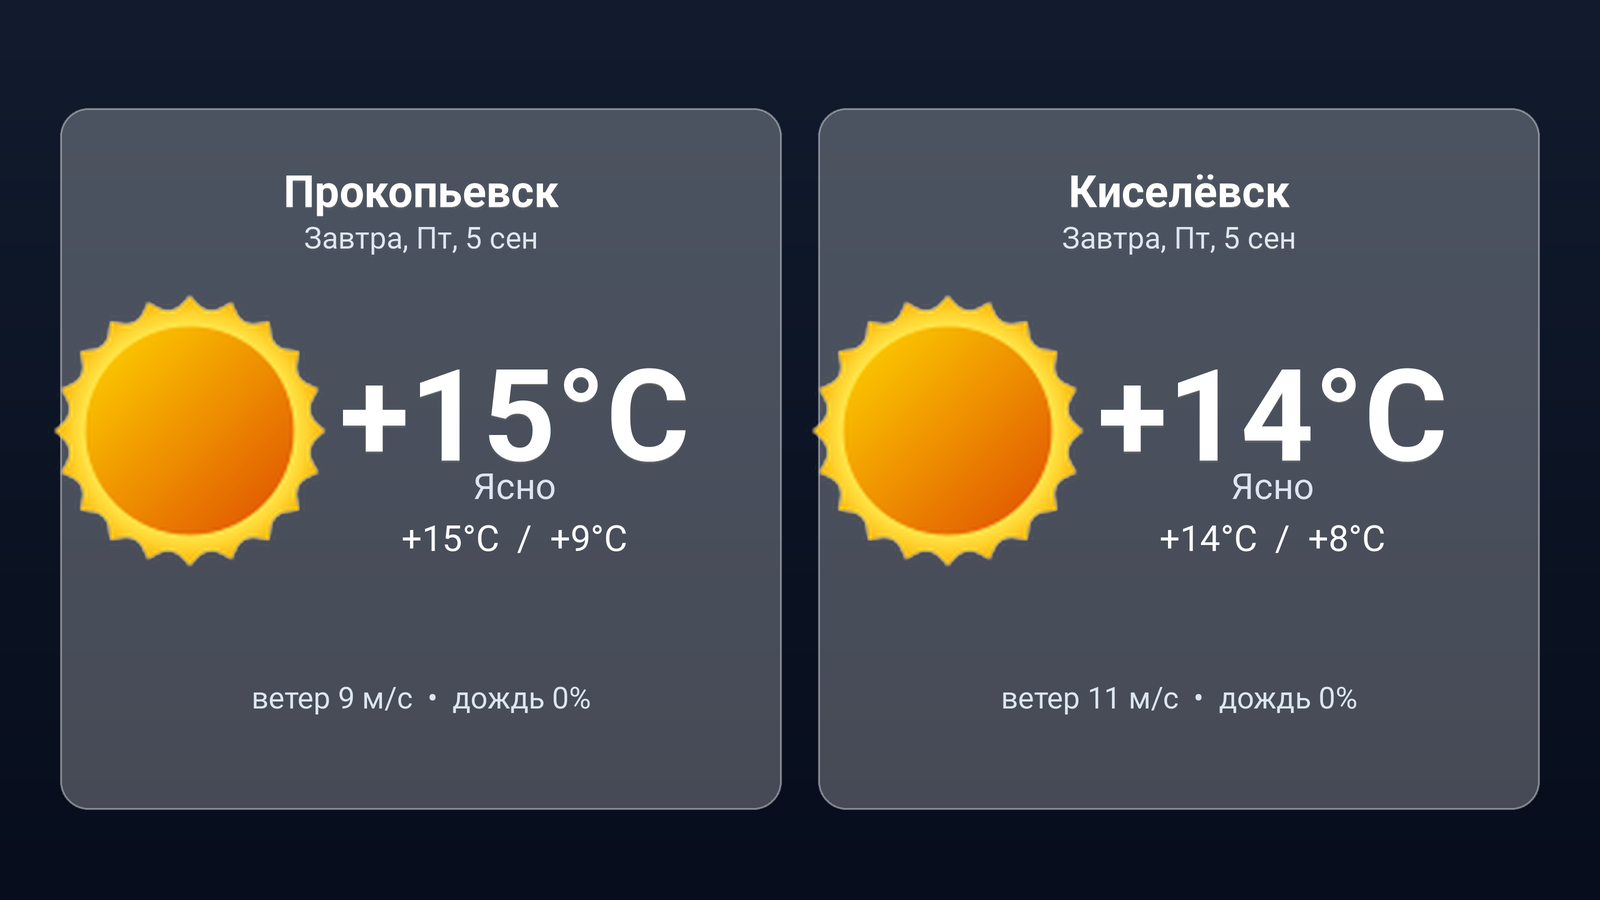 Прокопьевск
Завтра, Пт, 5 сен
+15°C
Ясно
+15°C / +9°C
ветер 9 м/с • дождь 0%
Киселёвск
Завтра, Пт, 5 сен
+14°C
Ясно
+14°C / +8°C
ветер 11 м/с • дождь 0%